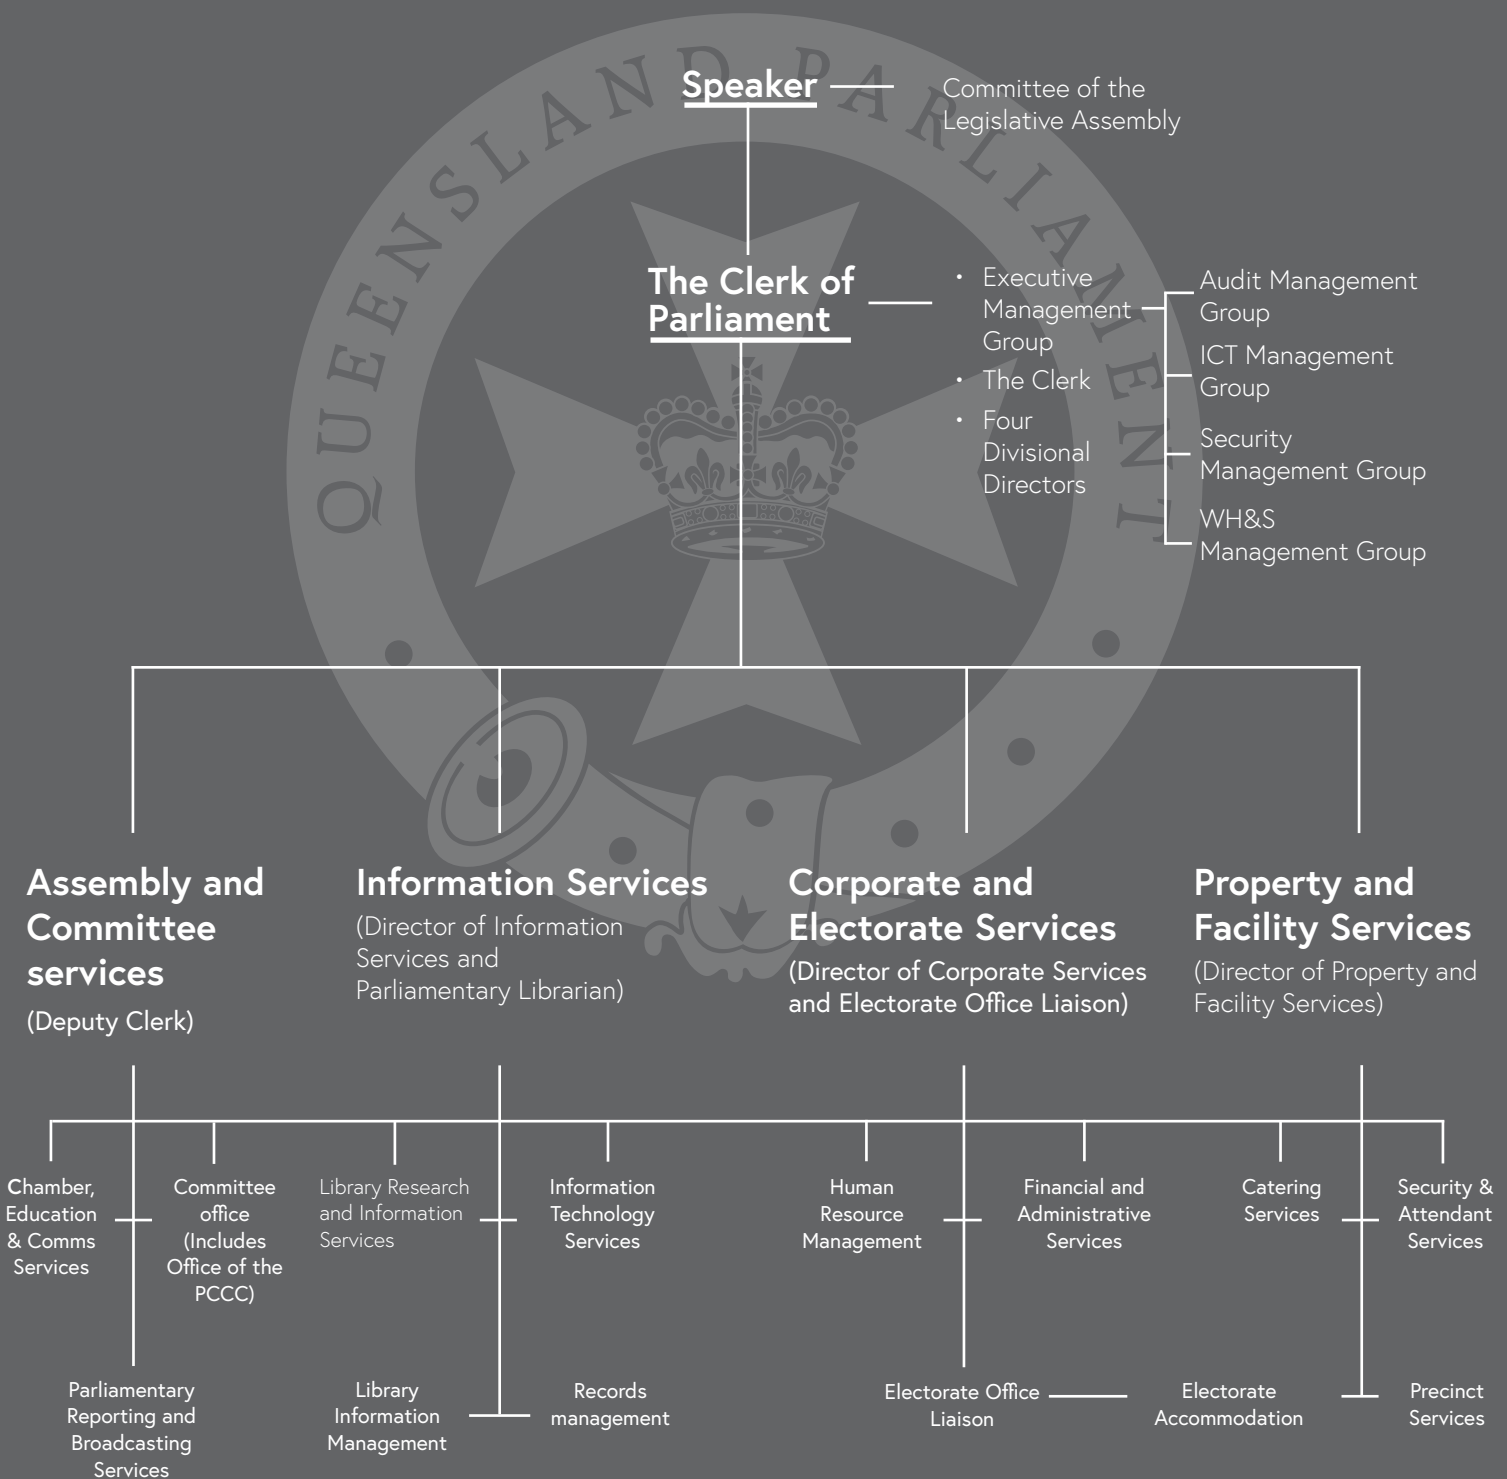 QUEENSLAND PARLIAMENT
Speaker
Committee of the
Legislative Assembly
The Clerk of
Parliament
• Executive
Management
Group
• The Clerk
• Four
Divisional
Directors
Audit Management
Group
ICT Management
Group
Security
Management Group
WH&S
Management Group
Assembly and
Committee
services
(Deputy Clerk)
Information Services
(Director of Information
Services and
Parliamentary Librarian)
Corporate and
Electorate Services
(Director of Corporate Services
and Electorate Office Liaison)
Property and
Facility Services
(Director of Property and
Facility Services)
Chamber,
Education
& Comms
Services
Committee
office
(Includes
Office of the
PCCC)
Library Research
and Information
Services
Information
Technology
Services
Human
Resource
Management
Financial and
Administrative
Services
Catering
Services
Security &
Attendant
Services
Parliamentary
Reporting and
Broadcasting
Services
Library
Information
Management
Records
management
Electorate Office
Liaison
Electorate
Accommodation
Precinct
Services